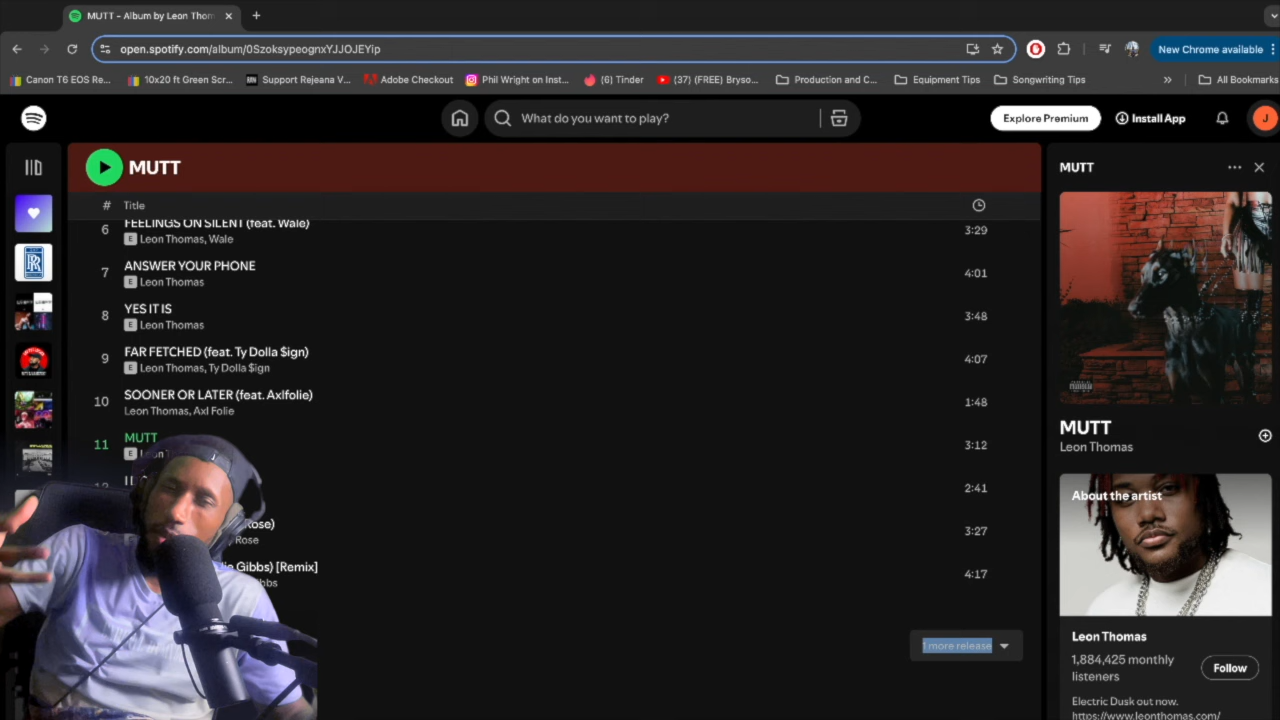 MUTT – Album by Leon Thom
open.spotify.com/album/0SzoksypeognxYJJOJEYip
New Chrome available
Canon T6 EOS Re...
10x20 ft Green Scr...
Support Rejeana V...
Adobe Checkout
Phil Wright on Inst...
(6) Tinder
(37) (FREE) Bryso...
Production and C...
Equipment Tips
Songwriting Tips
»
All Bookmarks
What do you want to play?
Explore Premium
Install App
J
MUTT
# Title
6 FEELINGS ON SILENT (feat. Wale) 3:29
E Leon Thomas, Wale
7 ANSWER YOUR PHONE 4:01
E Leon Thomas
8 YES IT IS 3:48
E Leon Thomas
9 FAR FETCHED (feat. Ty Dolla $ign) 4:07
E Leon Thomas, Ty Dolla $ign
10 SOONER OR LATER (feat. Axlfolie) 1:48
Leon Thomas, Axl Folie
11 MUTT 3:12
E Leon
2:41
Rose) 3:27
Rose
Gibbs) [Remix] 4:17
1 more release
MUTT
MUTT
Leon Thomas
About the artist
Leon Thomas
1,884,425 monthly
listeners
Follow
Electric Dusk out now.
https://www.leonthomas.com/